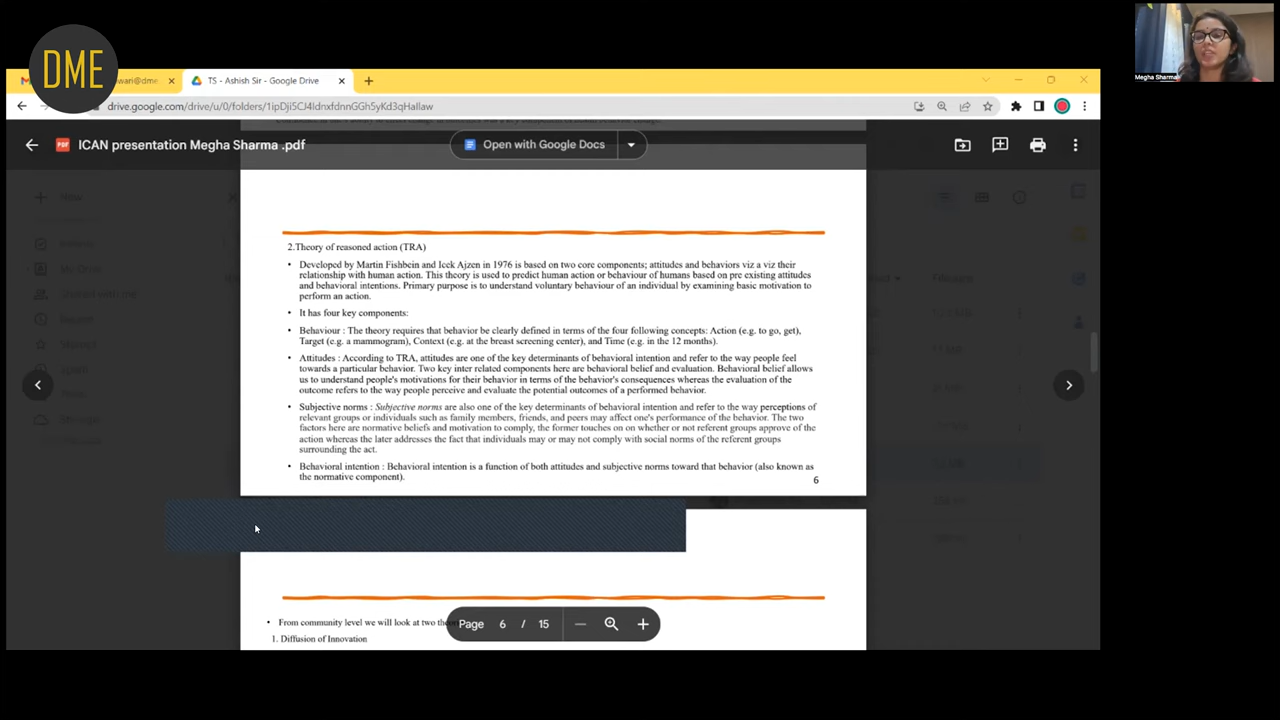 DME
Megha Sharma
TS - Ashish Sir - Google Drive
drive.google.com/drive/u/0/folders/1ipDji5CJ4ldnxfdnnGGh5yKd3qHallaw
ICAN presentation Megha Sharma .pdf
Open with Google Docs
2.Theory of reasoned action (TRA)
• Developed by Martin Fishbein and Icek Ajzen in 1976 is based on two core components; attitudes and behaviors viz a viz their
relationship with human action. This theory is used to predict human action or behaviour of humans based on pre existing attitudes
and behavioral intentions. Primary purpose is to understand voluntary behaviour of an individual by examining basic motivation to
perform an action.
• It has four key components:
• Behaviour : The theory requires that behavior be clearly defined in terms of the four following concepts: Action (e.g. to go, get),
Target (e.g. a mammogram), Context (e.g. at the breast screening center), and Time (e.g. in the 12 months).
• Attitudes : According to TRA, attitudes are one of the key determinants of behavioral intention and refer to the way people feel
towards a particular behavior. Two key inter related components here are behavioral belief and evaluation. Behavioral belief allows
us to understand people's motivations for their behavior in terms of the behavior's consequences whereas the evaluation of the
outcome refers to the way people perceive and evaluate the potential outcomes of a performed behavior.
• Subjective norms : Subjective norms are also one of the key determinants of behavioral intention and refer to the way perceptions of
relevant groups or individuals such as family members, friends, and peers may affect one's performance of the behavior. The two
factors here are normative beliefs and motivation to comply, the former touches on on whether or not referent groups approve of the
action whereas the later addresses the fact that individuals may or may not comply with social norms of the referent groups
surrounding the act.
• Behavioral intention : Behavioral intention is a function of both attitudes and subjective norms toward that behavior (also known as
the normative component).
6
• From community level we will look at two
1. Diffusion of Innovation
Page 6 / 15